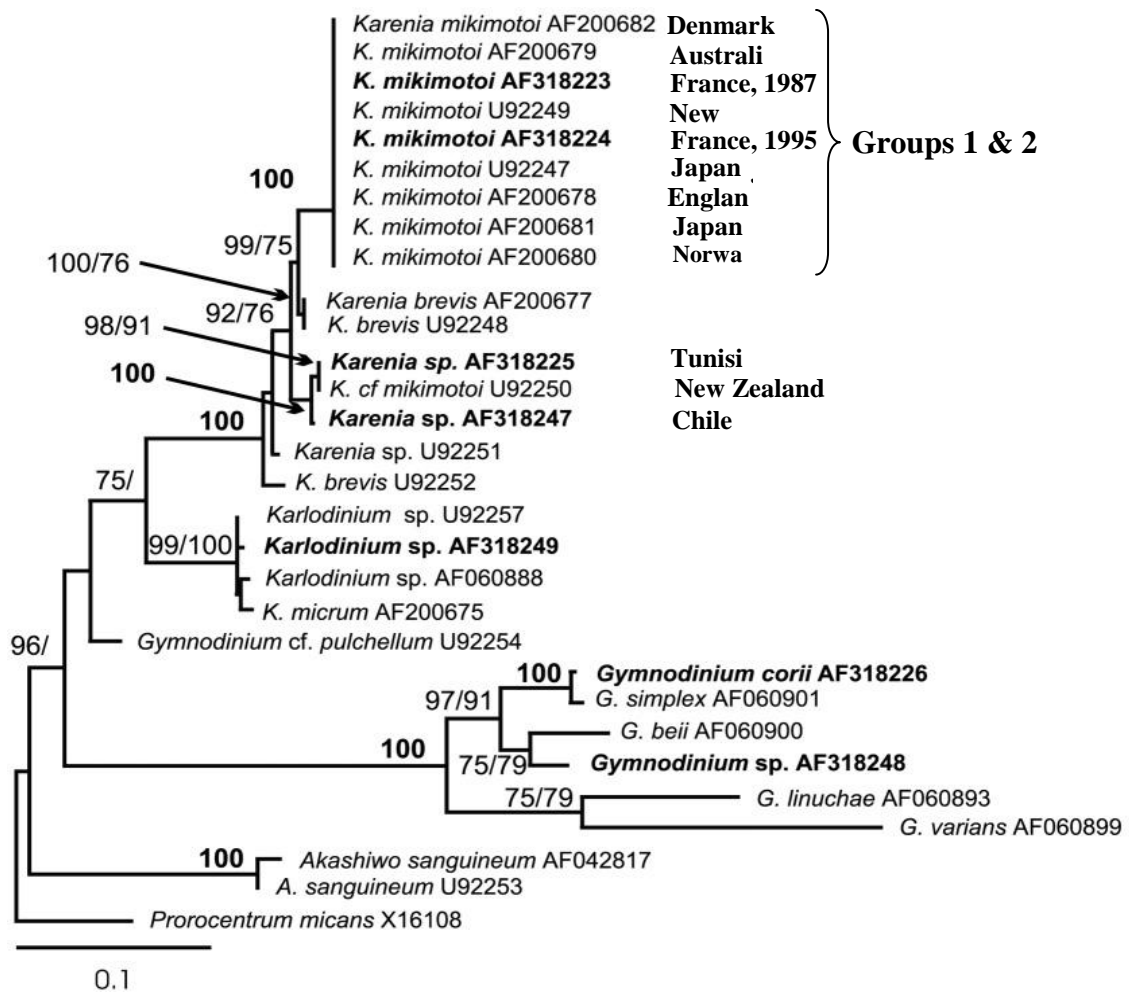 Karenia mikimotoi AF200682 Denmark
K. mikimotoi AF200679 Australi
K. mikimotoi AF318223 France, 1987
K. mikimotoi U92249 New
K. mikimotoi AF318224 France, 1995
Groups 1 & 2
K. mikimotoi U92247 Japan
100
K. mikimotoi AF200678 Englan
K. mikimotoi AF200681 Japan
99/75
K. mikimotoi AF200680 Norwa
100/76
Karenia brevis AF200677
92/76
K. brevis U92248
98/91
Karenia sp. AF318225 Tunisi
100
K. cf mikimotoi U92250 New Zealand
100
Karenia sp. AF318247 Chile
Karenia sp. U92251
75/
K. brevis U92252
Karlodinium sp. U92257
99/100
Karlodinium sp. AF318249
Karlodinium sp. AF060888
K. micrum AF200675
96/
Gymnodinium cf. pulchellum U92254
100
Gymnodinium corii AF318226
97/91
G. simplex AF060901
G. beii AF060900
100
75/79
Gymnodinium sp. AF318248
75/79
G. linuchae AF060893
G. varians AF060899
100
Akashiwo sanguineum AF042817
A. sanguineum U92253
Prorocentrum micans X16108
0.1